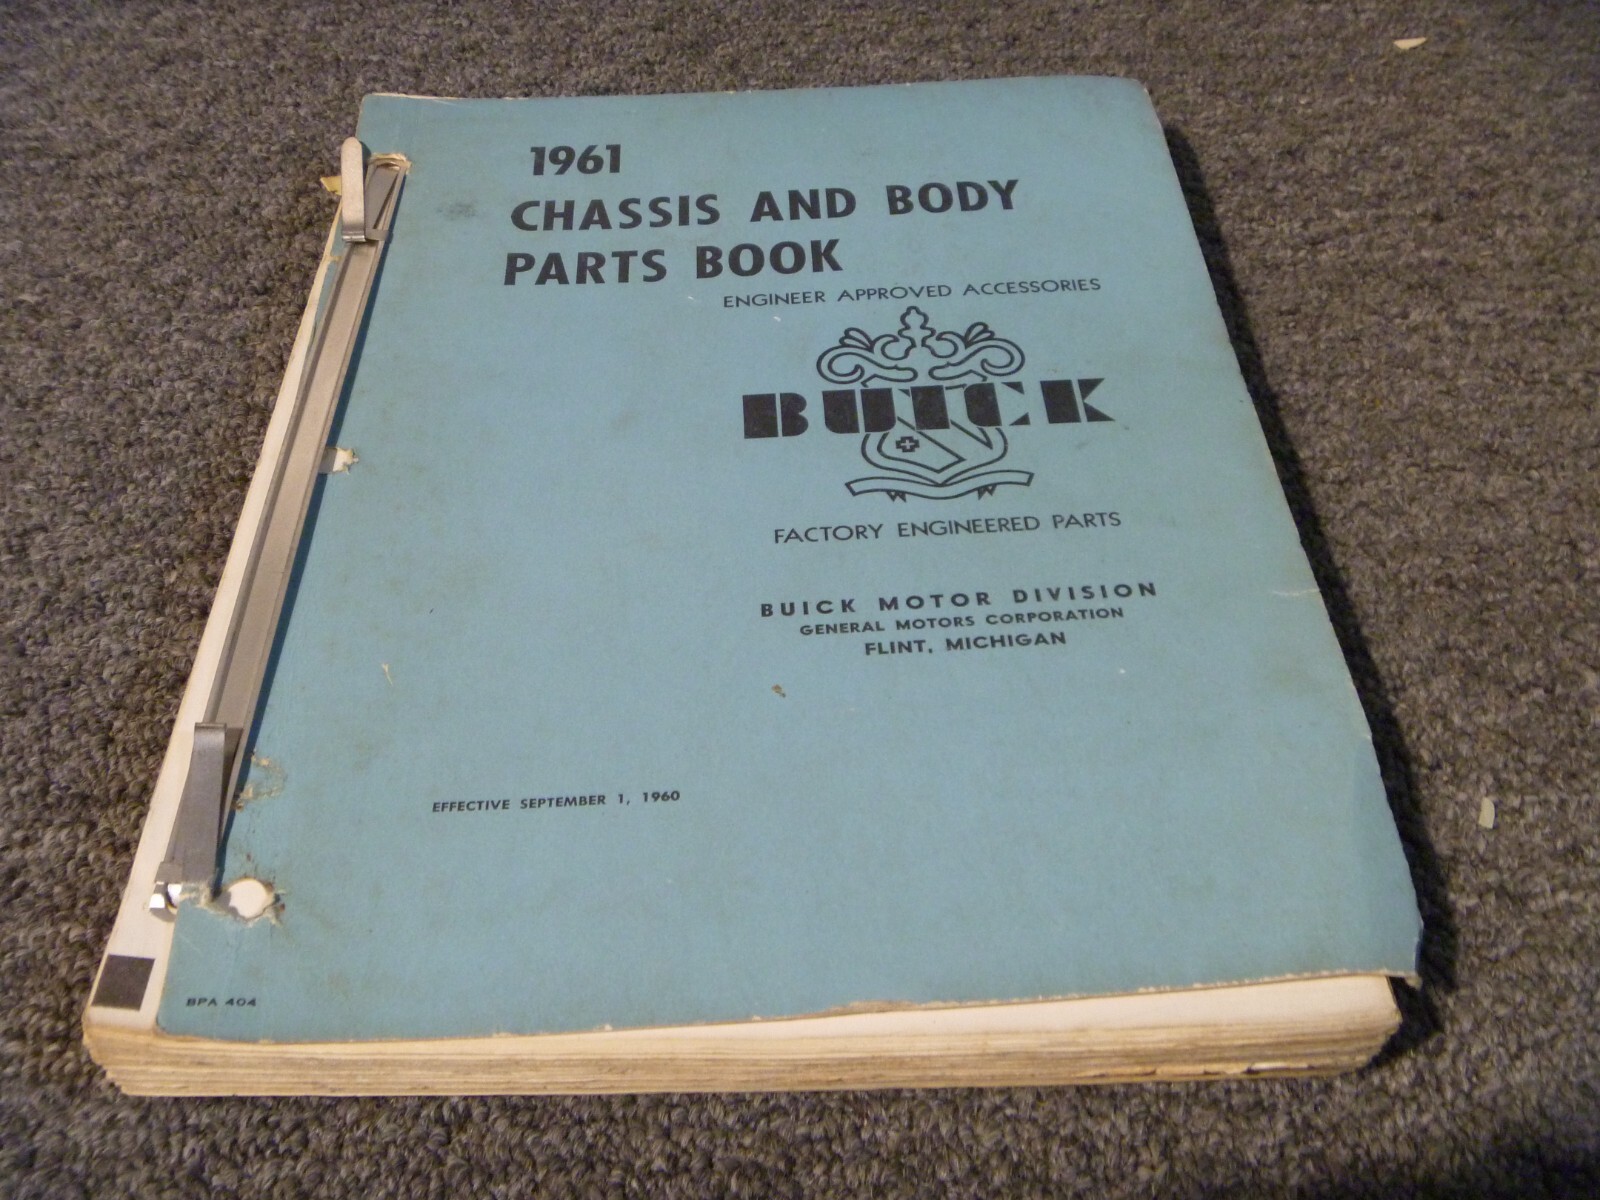 1961
CHASSIS AND BODY
PARTS BOOK
ENGINEER APPROVED ACCESSORIES
BUICK
FACTORY ENGINEERED PARTS
BUICK MOTOR DIVISION
GENERAL MOTORS CORPORATION
FLINT, MICHIGAN
EFFECTIVE SEPTEMBER 1, 1960
BPA 404